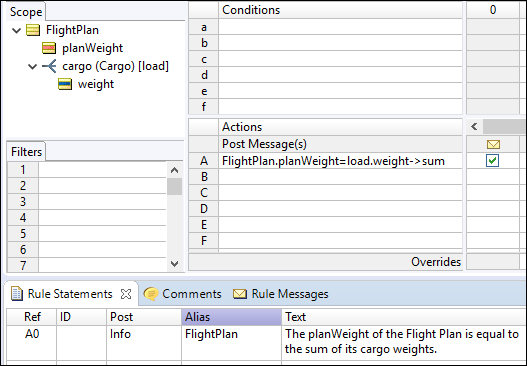 Scope
FlightPlan
planWeight
cargo (Cargo) [load]
weight
Filters
1
2
3
4
5
6
7
Conditions 0
a
b
c
d
e
f
Actions <
Post Message(s)
A FlightPlan.planWeight=load.weight->sum
B
C
D
E
F
Overrides
Rule Statements Comments Rule Messages
Ref ID Post Alias Text
A0 Info FlightPlan The planWeight of the Flight Plan is equal to
the sum of its cargo weights.